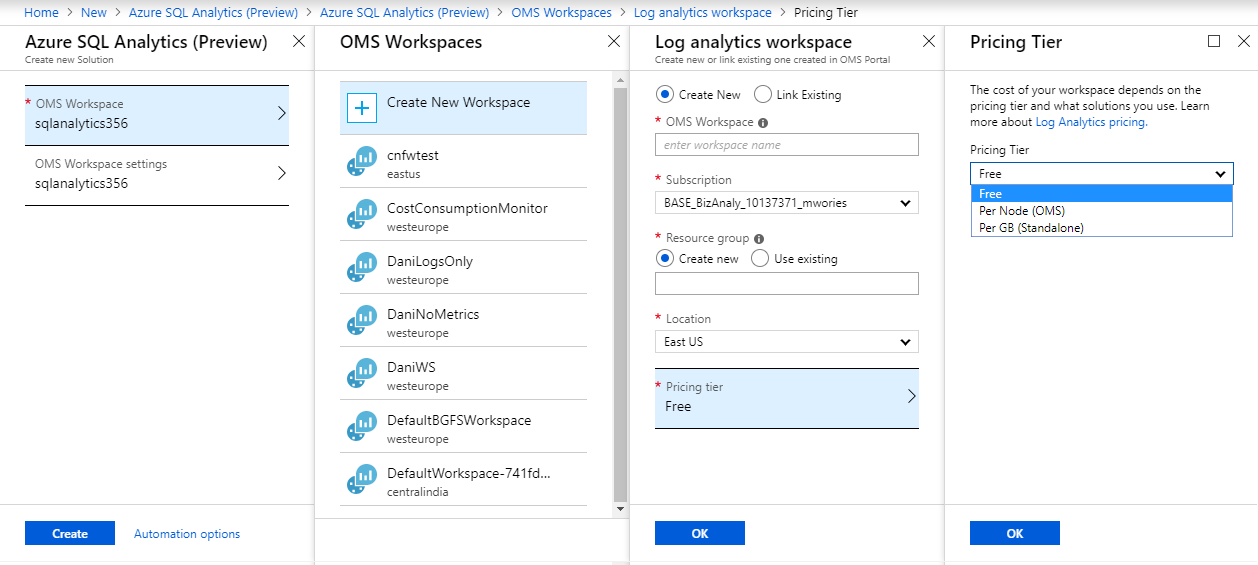 Home > New > Azure SQL Analytics (Preview) > Azure SQL Analytics (Preview) > OMS Workspaces > Log analytics workspace > Pricing Tier
Azure SQL Analytics (Preview)
Create new Solution
* OMS Workspace
sqlanalytics356
OMS Workspace settings
sqlanalytics356
Create
Automation options
OMS Workspaces
Create New Workspace
cnfwtest
eastus
CostConsumptionMonitor
westeurope
DaniLogsOnly
westeurope
DaniNoMetrics
westeurope
DaniWS
westeurope
DefaultBGFSWorkspace
westeurope
DefaultWorkspace-741fd...
centralindia
Log analytics workspace
Create new or link existing one created in OMS Portal
Create New Link Existing
* OMS Workspace
enter workspace name
* Subscription
BASE_BizAnaly_10137371_mwories
* Resource group
Create new Use existing
* Location
East US
* Pricing tier
Free
OK
Pricing Tier
The cost of your workspace depends on the
pricing tier and what solutions you use. Learn
more about Log Analytics pricing.
Pricing Tier
Free
Free
Per Node (OMS)
Per GB (Standalone)
OK